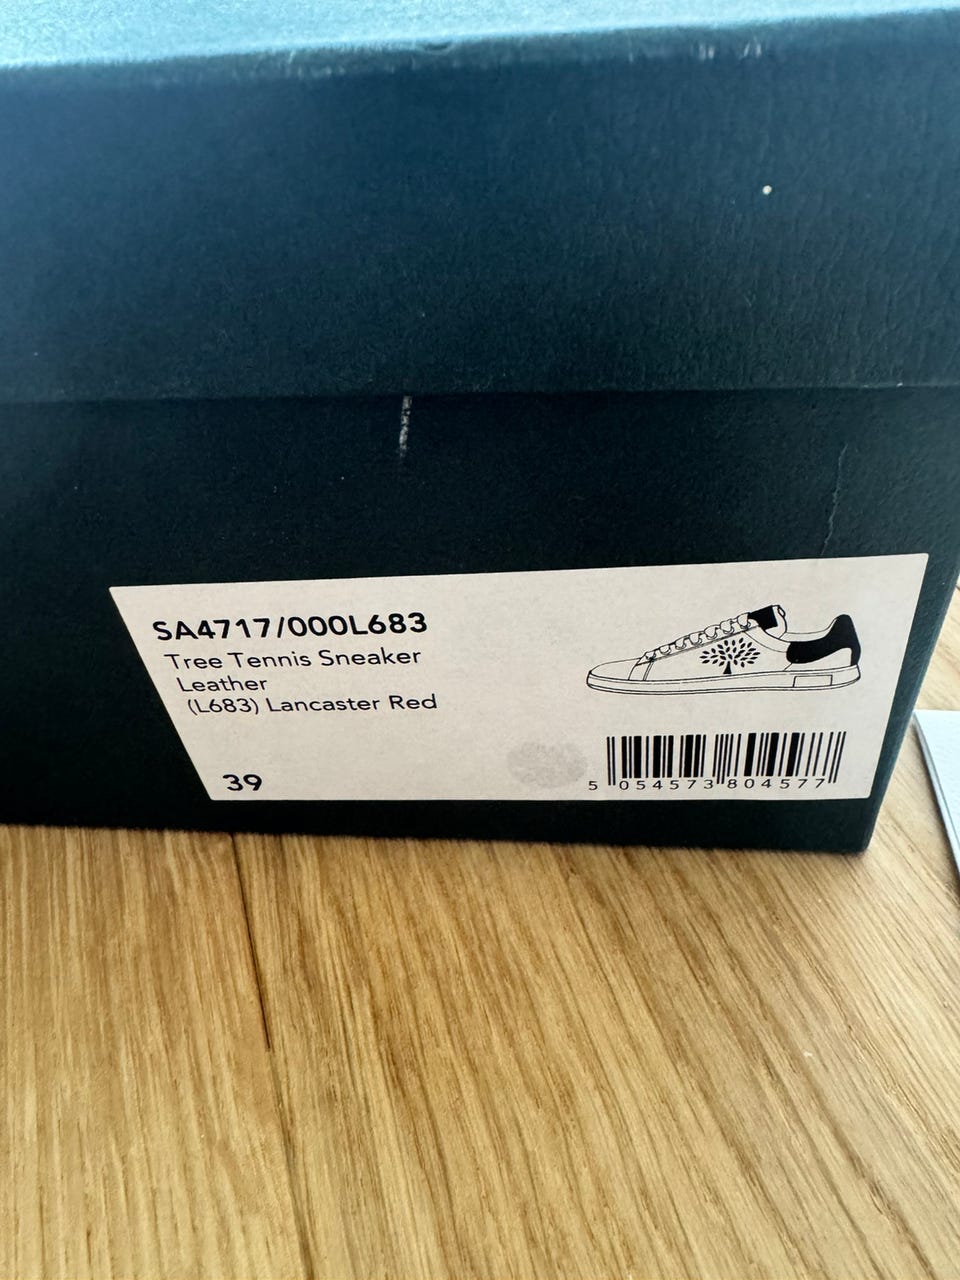 SA4717/000L683
Tree Tennis Sneaker
Leather
(L683) Lancaster Red
39
5 054573 804577